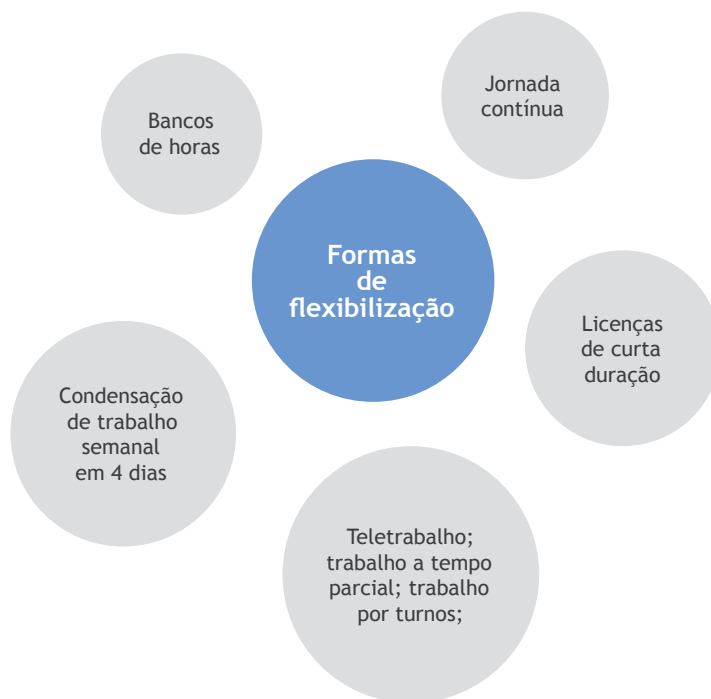 Jornada
contínua
Bancos
de horas
Formas
de
flexibilização
Licenças
de curta
duração
Condensação
de trabalho
semanal
em 4 dias
Teletrabalho;
trabalho a tempo
parcial; trabalho
por turnos;